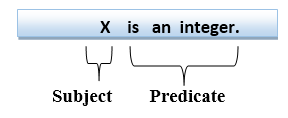 X is an integer.
Subject Predicate